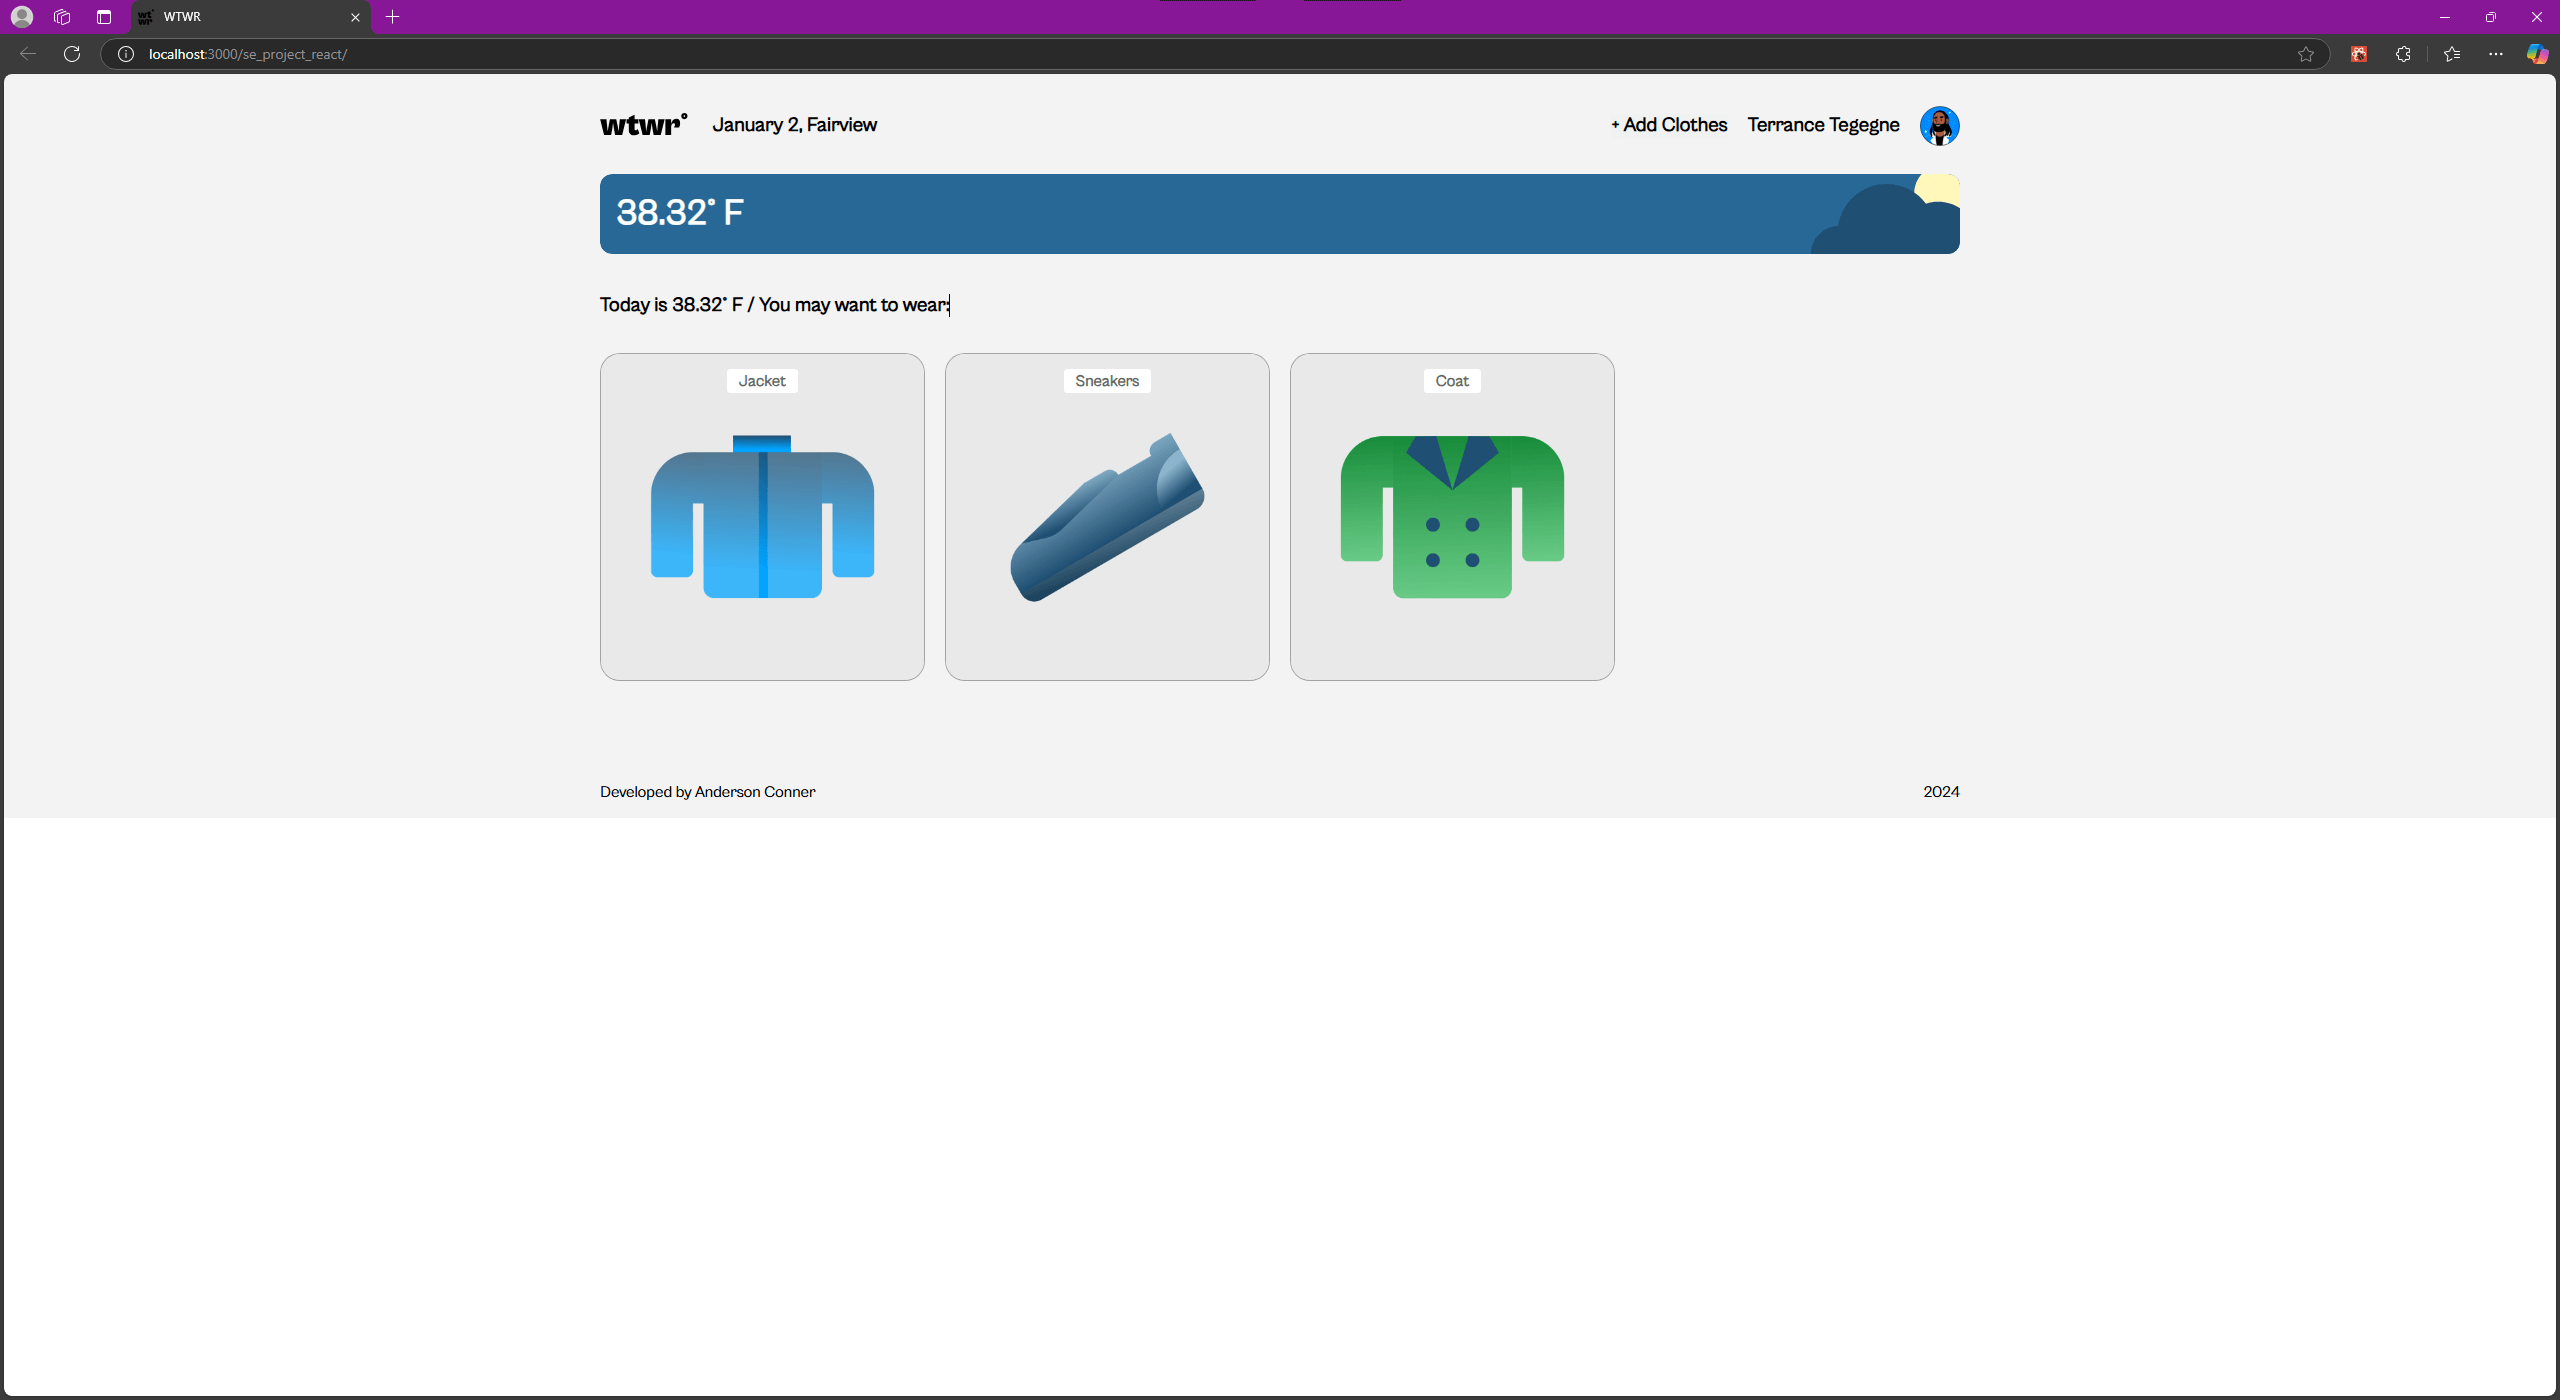 WTWR
localhost:3000/se_project_react/
wtwr° January 2, Fairview + Add Clothes Terrance Tegegne
38.32° F
Today is 38.32° F / You may want to wear:
Jacket Sneakers Coat
Developed by Anderson Conner 2024